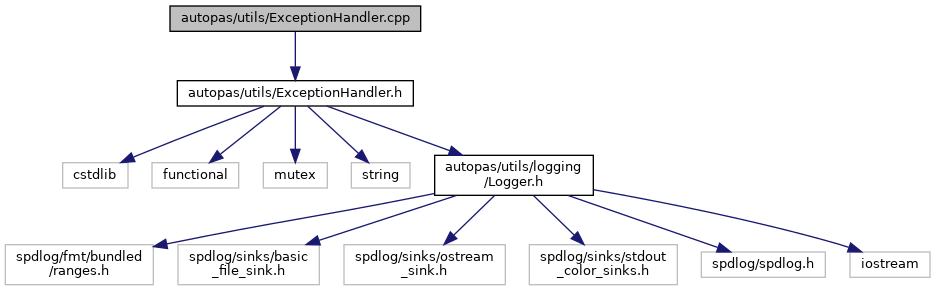 autopas/utils/ExceptionHandler.cpp
autopas/utils/ExceptionHandler.h
cstdlib
functional
mutex
string
autopas/utils/logging
/Logger.h
spdlog/fmt/bundled
/ranges.h
spdlog/sinks/basic
_file_sink.h
spdlog/sinks/ostream
_sink.h
spdlog/sinks/stdout
_color_sinks.h
spdlog/spdlog.h
iostream